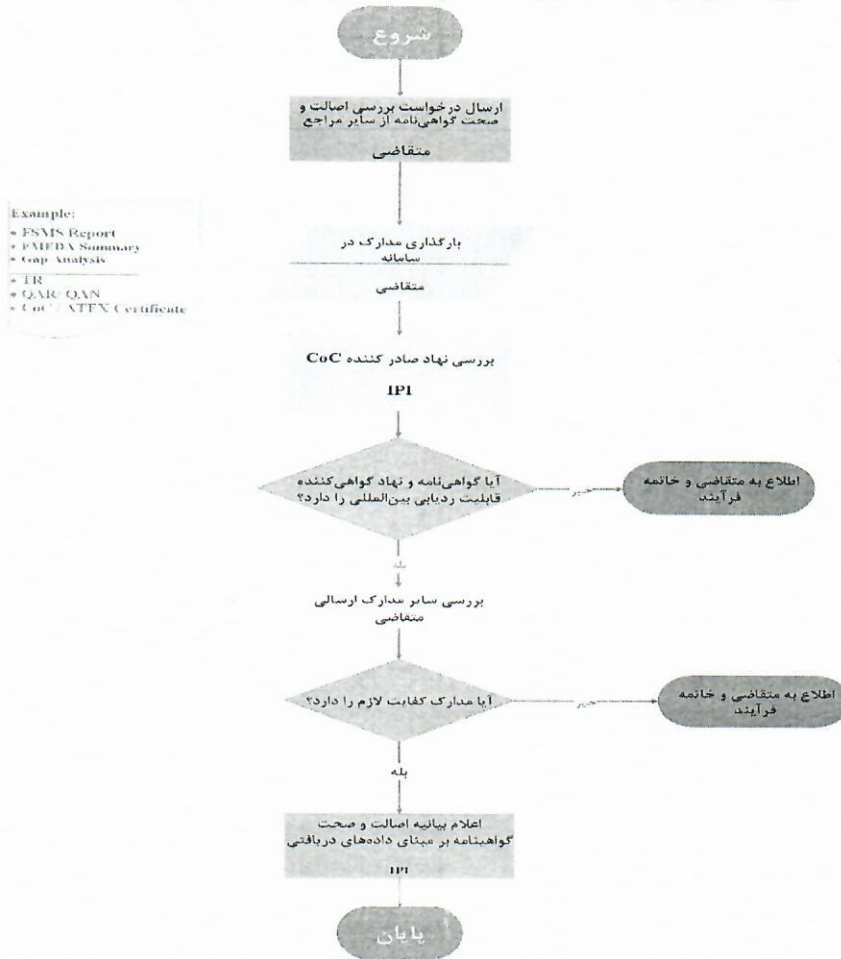 شروع
ارسال درخواست بررسی اصالت و
صحت گواهی‌نامه از سایر مراجع
متقاضی
Example:
• FSMS Report
• FMEDA Summary
• Gap Analysis
• TR
• QAR/ QAN
• CoC / ATEX Certificate
بارگذاری مدارک در
سامانه
متقاضی
بررسی نهاد صادر کننده CoC
IPI
آیا گواهی‌نامه و نهاد گواهی‌کننده
قابلیت ردیابی بین‌المللی را دارد؟
خیر
اطلاع به متقاضی و خاتمه
فرآیند
بله
بررسی سایر مدارک ارسالی
متقاضی
آیا مدارک کفایت لازم را دارد؟
خیر
اطلاع به متقاضی و خاتمه
فرآیند
بله
اعلام بیانیه اصالت و صحت
گواهینامه بر مبنای داده‌های دریافتی
IPI
پایان